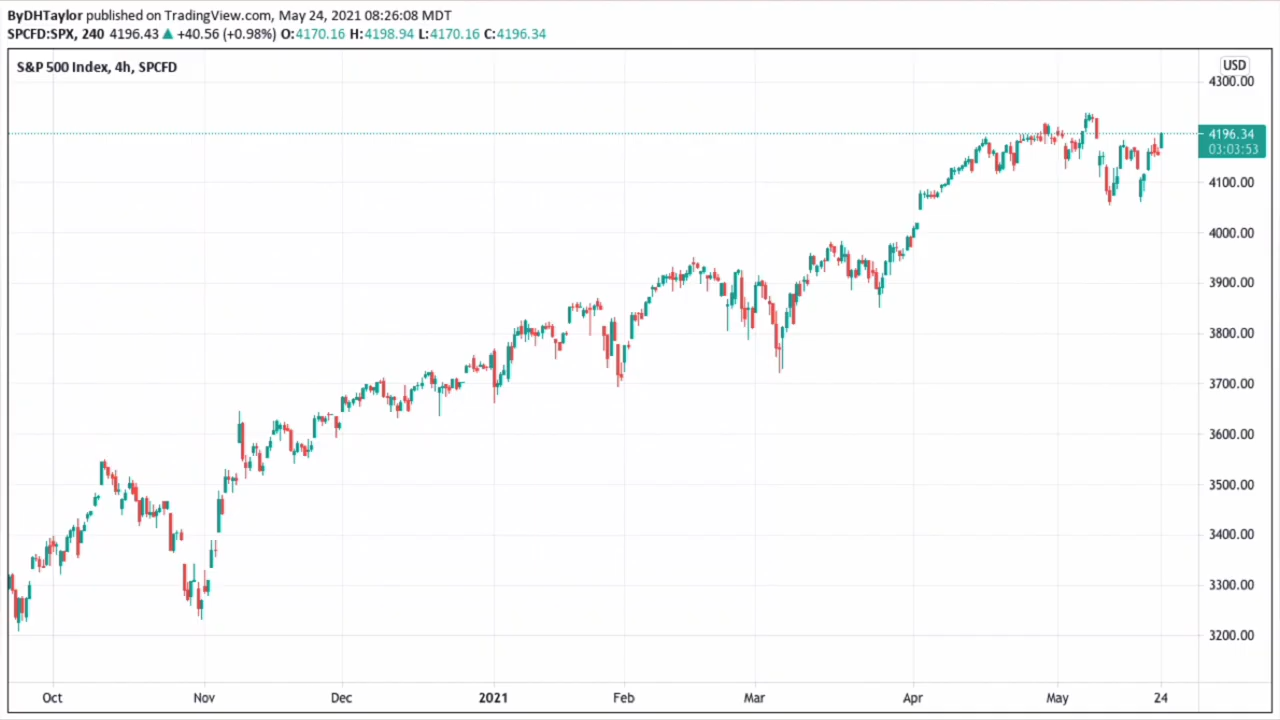 ByDHTaylor published on TradingView.com, May 24, 2021 08:26:08 MDT
SPCFD:SPX, 240 4196.43 ▲ +40.56 (+0.98%) O:4170.16 H:4198.94 L:4170.16 C:4196.34
S&P 500 Index, 4h, SPCFD
USD
4300.00
4196.34
03:03:53
4100.00
4000.00
3900.00
3800.00
3700.00
3600.00
3500.00
3400.00
3300.00
3200.00
Oct Nov Dec 2021 Feb Mar Apr May 24